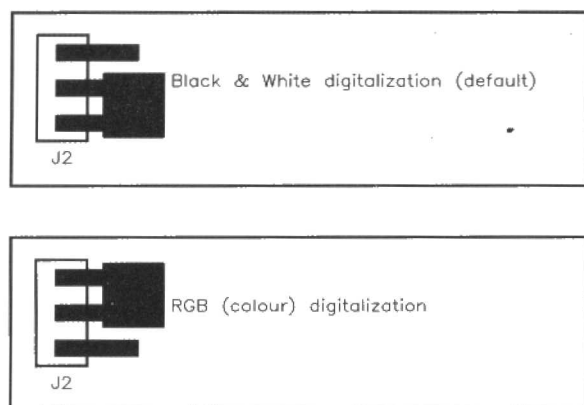 Black & White digitalization (default)
J2
RGB (colour) digitalization
J2